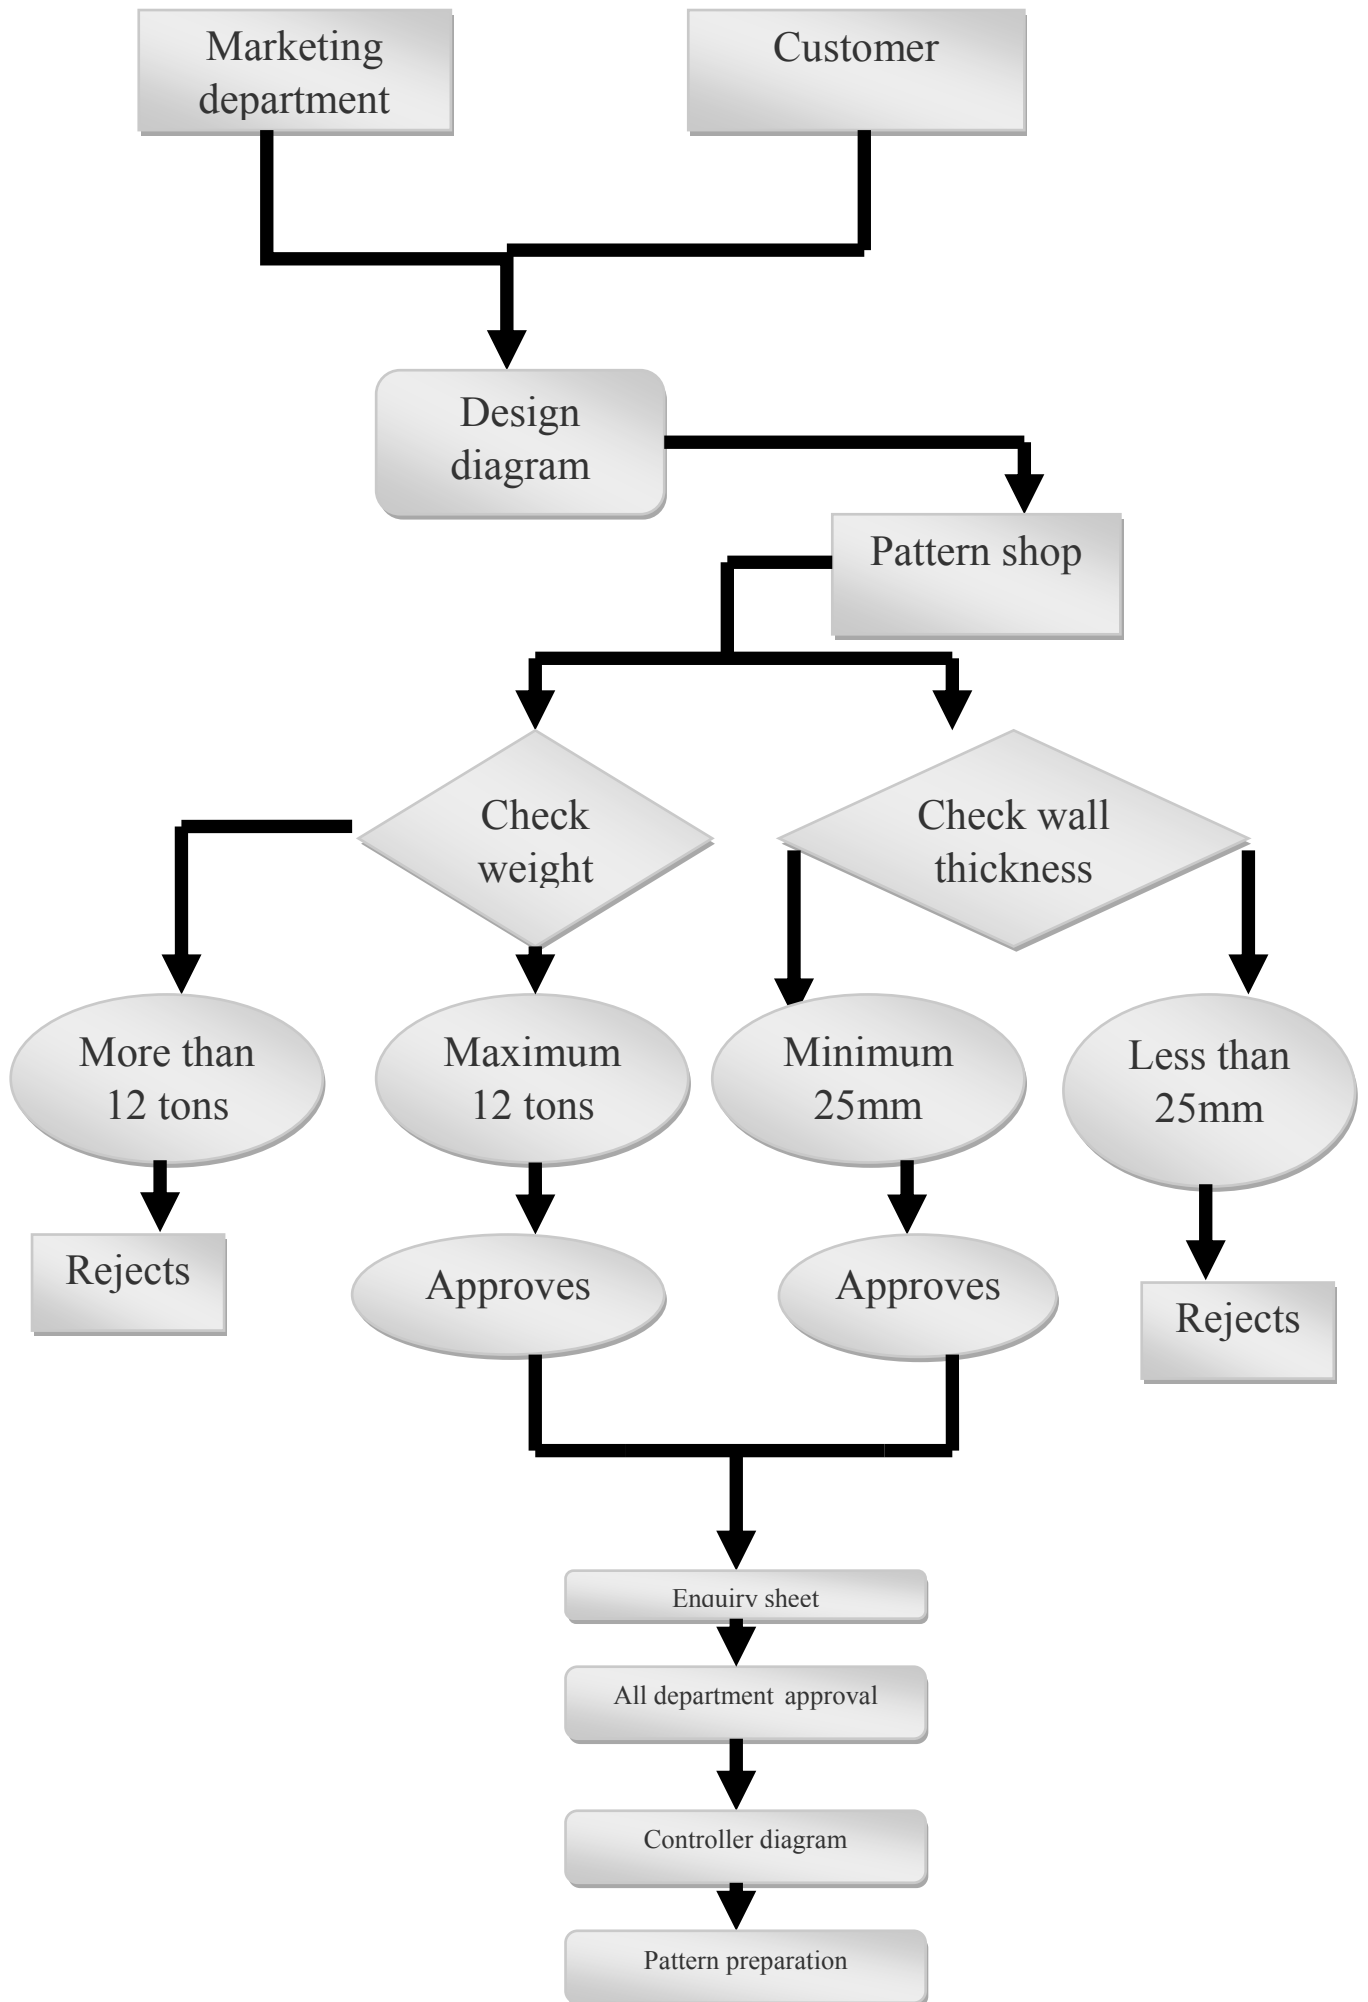 Marketing
department
Customer
Design
diagram
Pattern shop
Check
weight
Check wall
thickness
More than
12 tons
Maximum
12 tons
Minimum
25mm
Less than
25mm
Rejects
Approves
Approves
Rejects
Enquiry sheet
All department approval
Controller diagram
Pattern preparation